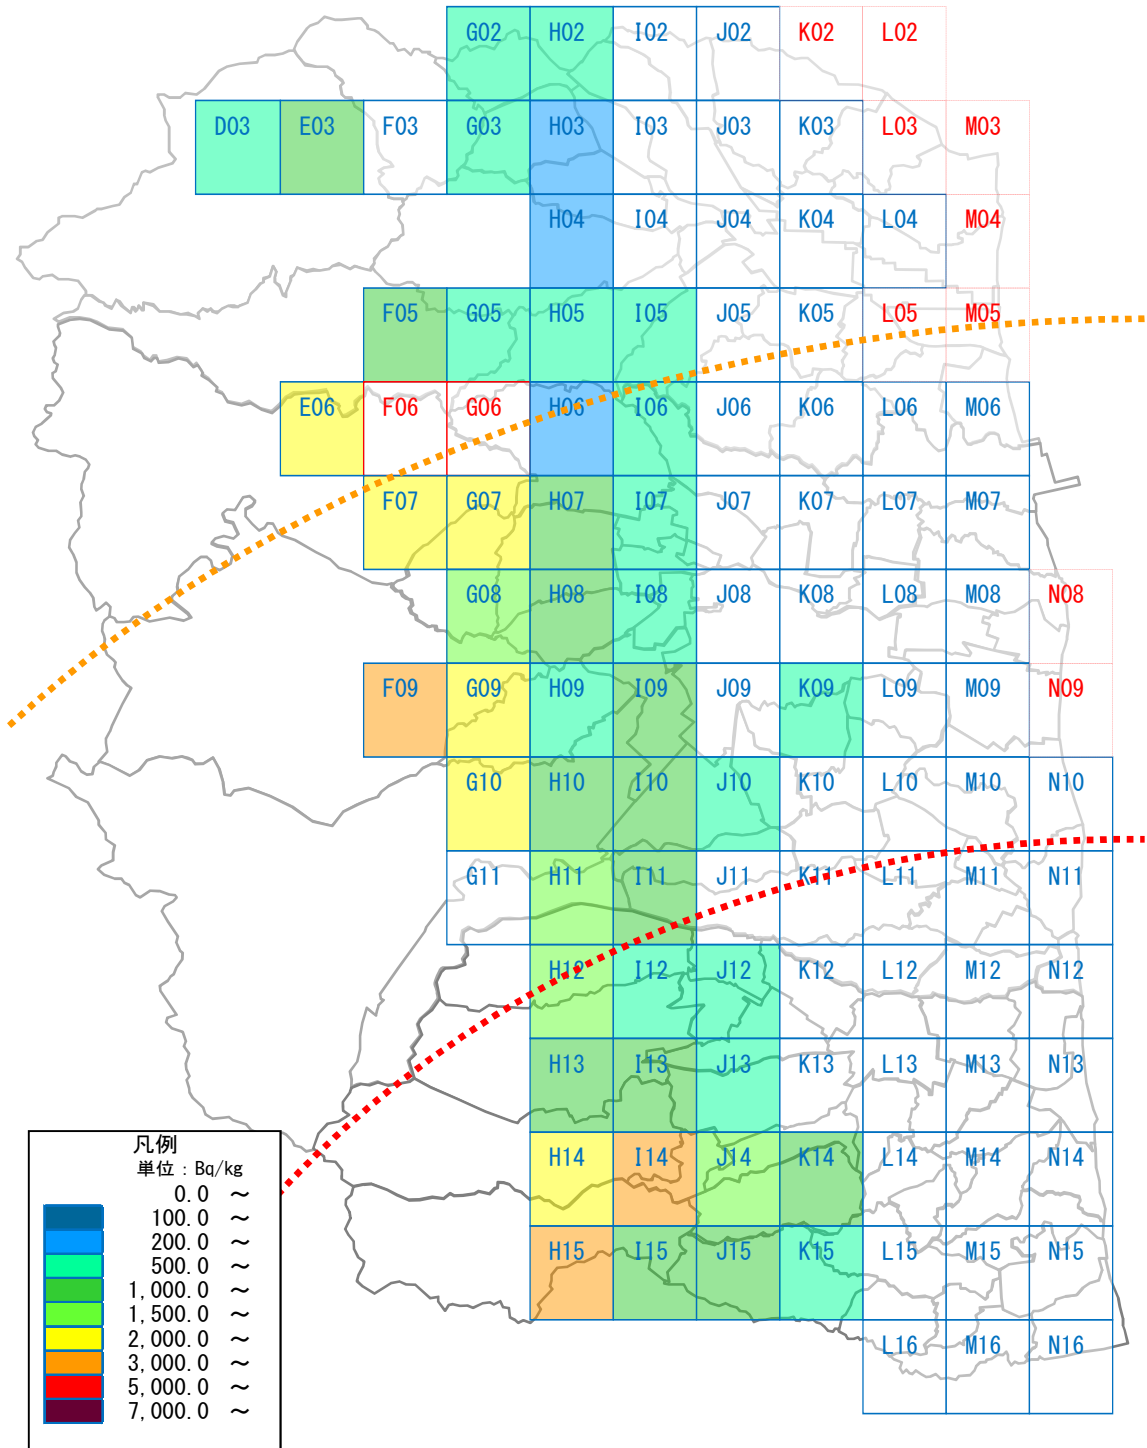 G02 H02 I02 J02 K02 L02
D03 E03 F03 G03 H03 I03 J03 K03 L03 M03
H04 I04 J04 K04 L04 M04
F05 G05 H05 I05 J05 K05 L05 M05
E06 F06 G06 H06 I06 J06 K06 L06 M06
F07 G07 H07 I07 J07 K07 L07 M07
G08 H08 I08 J08 K08 L08 M08 N08
F09 G09 H09 I09 J09 K09 L09 M09 N09
G10 H10 I10 J10 K10 L10 M10 N10
G11 H11 I11 J11 K11 L11 M11 N11
H12 I12 J12 K12 L12 M12 N12
H13 I13 J13 K13 L13 M13 N13
H14 I14 J14 K14 L14 M14 N14
H15 I15 J15 K15 L15 M15 N15
L16 M16 N16
凡例
単位：Bq/kg
0.0 ～
100.0 ～
200.0 ～
500.0 ～
1,000.0 ～
1,500.0 ～
2,000.0 ～
3,000.0 ～
5,000.0 ～
7,000.0 ～